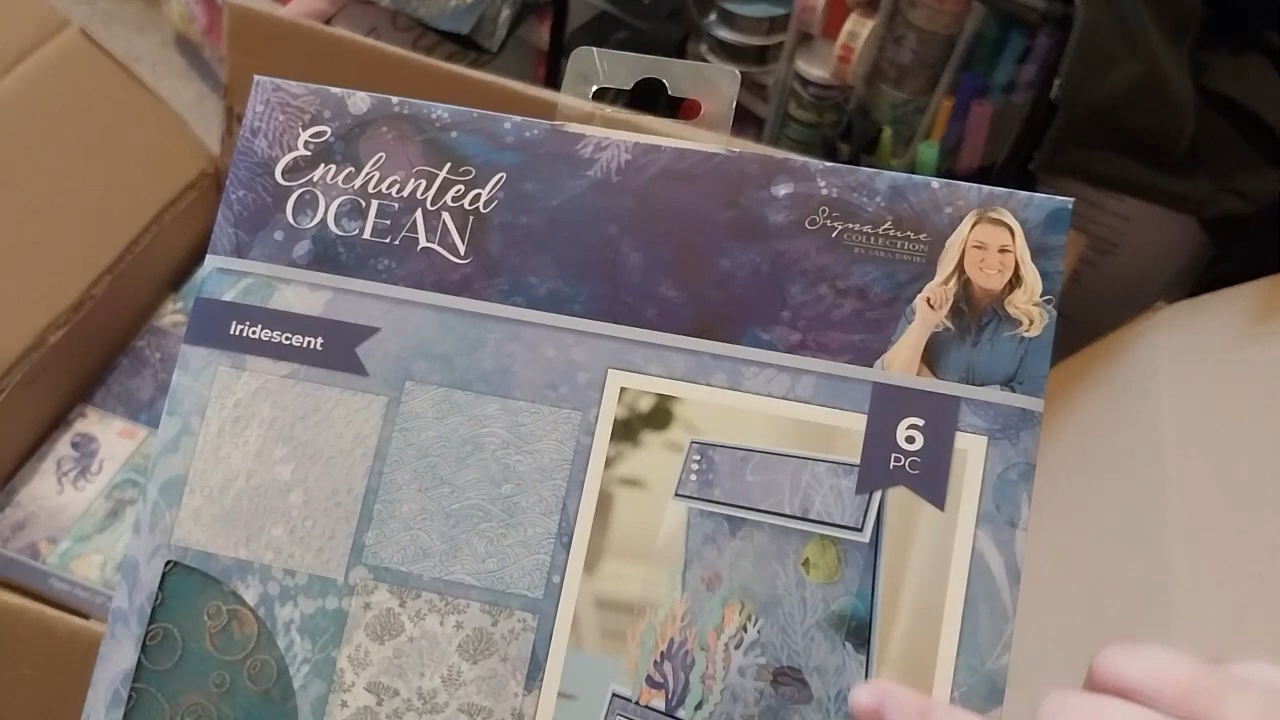 Enchanted
OCEAN
Signature
COLLECTION
BY SARA DAVIES
Iridescent
6
PC